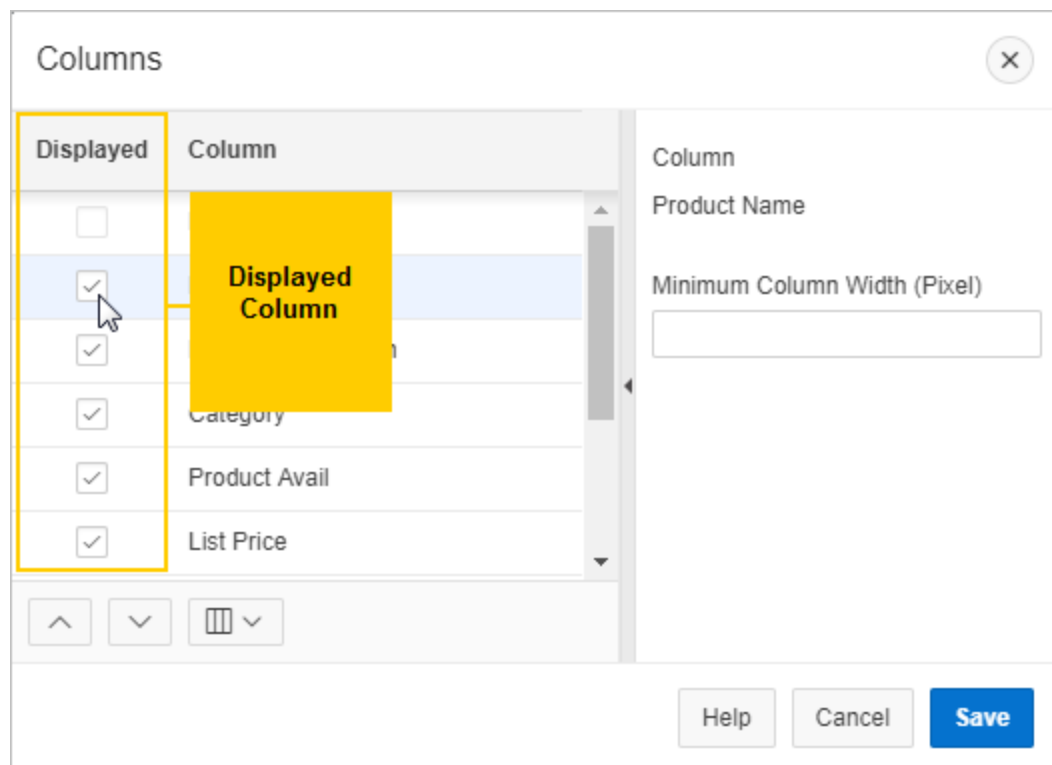 Columns
Displayed Column
Column
Product Name
Displayed
Column
Minimum Column Width (Pixel)
Category
Product Avail
List Price
Help Cancel Save